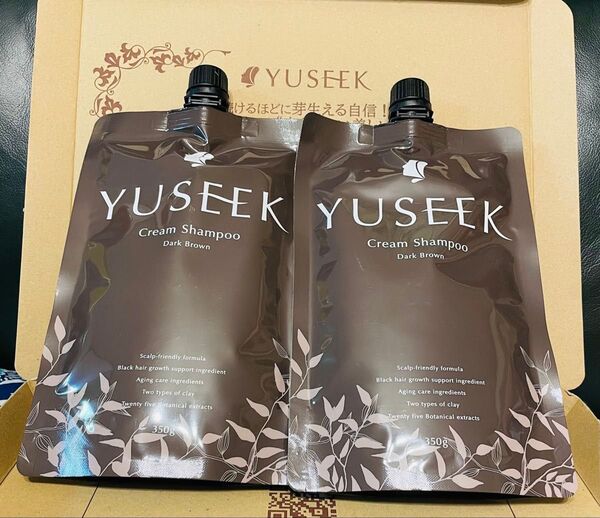 YUSEEK
けるほどに芽生える自信！
YUSEEK
Cream Shampoo
Dark Brown
Scalp-friendly formula
Black hair growth support ingredient
Aging care ingredients
Two types of clay
Twenty five Botanical extracts
350g
YUSEEK
Cream Shampoo
Dark Brown
Scalp-friendly formula
Black hair growth support ingredient
Aging care ingredients
Two types of clay
Twenty five Botanical extracts
350g